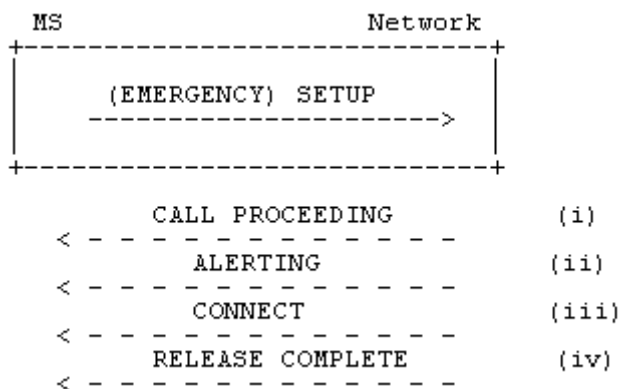 MS Network
(EMERGENCY) SETUP
CALL PROCEEDING (i)
ALERTING (ii)
CONNECT (iii)
RELEASE COMPLETE (iv)